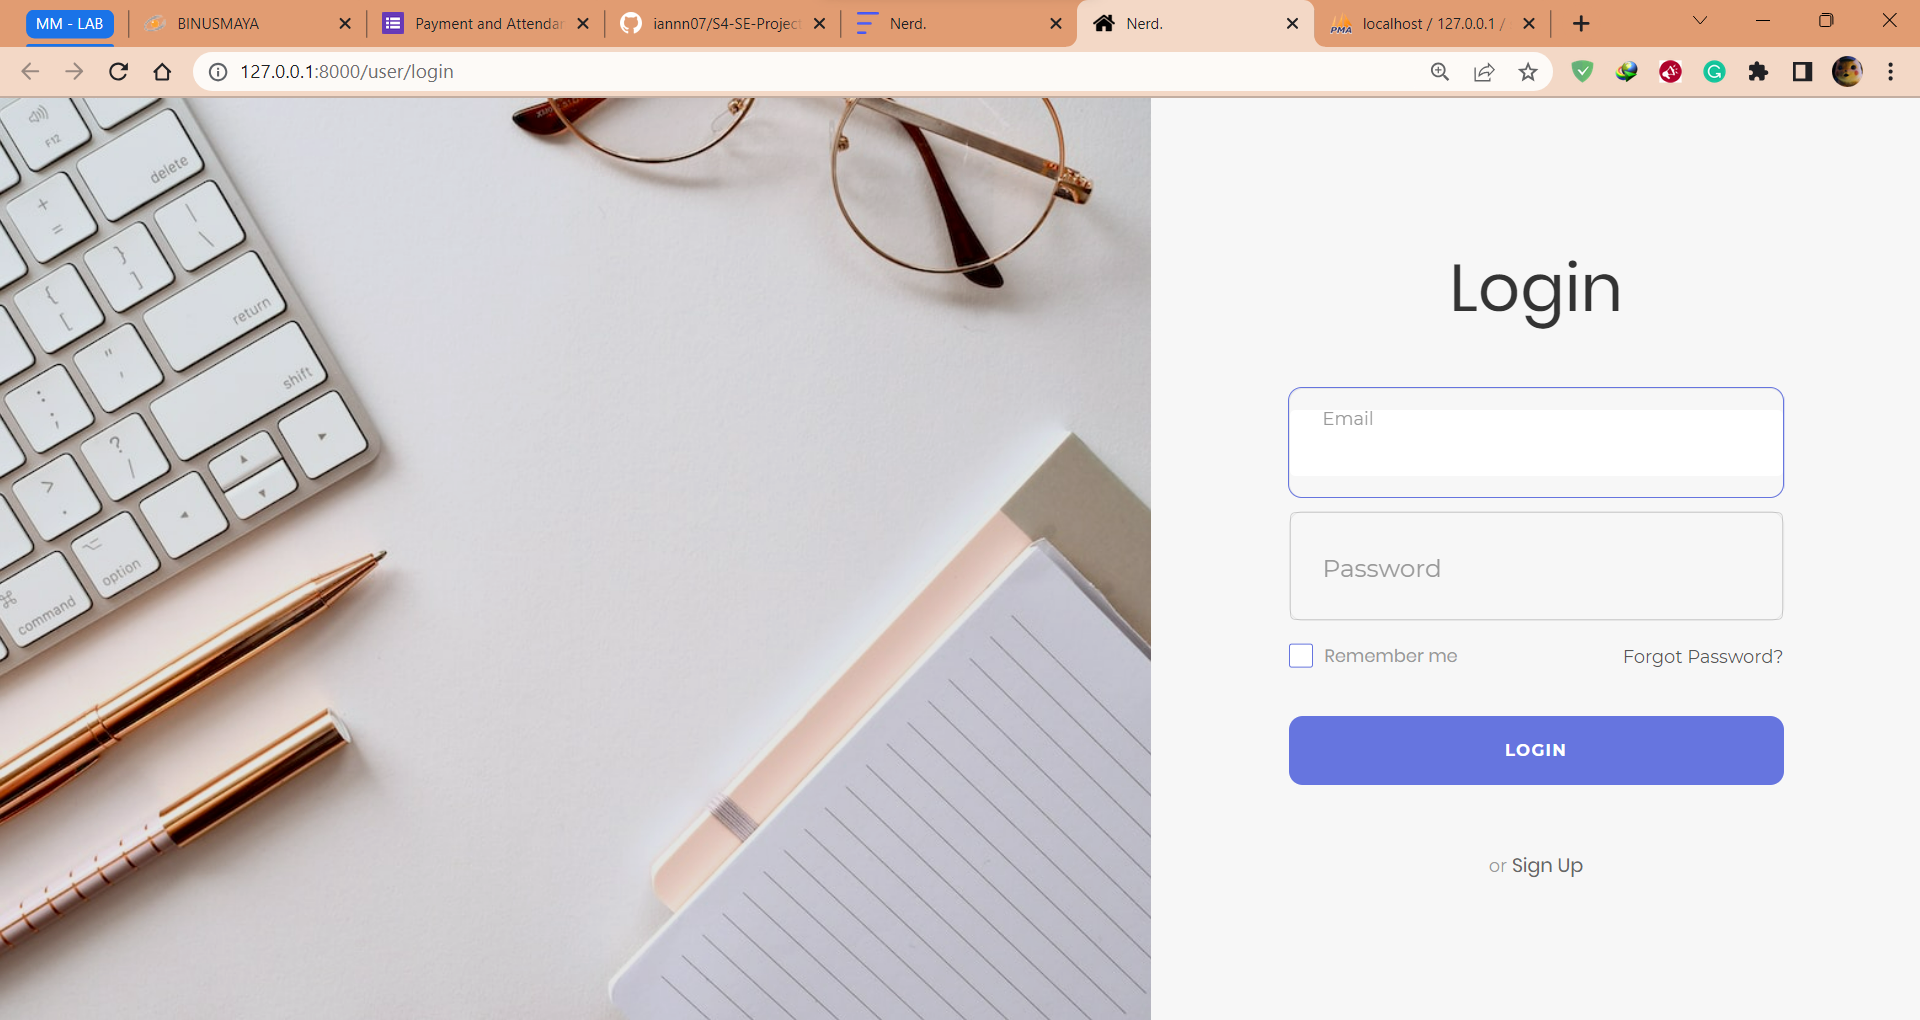 MM - LAB
BINUSMAYA
Payment and Attendan
iannn07/S4-SE-Project
Nerd.
Nerd.
localhost / 127.0.0.1 /
127.0.0.1:8000/user/login
F12
delete
+
=
|
\
}
]
{
[
return
"
'
:
;
shift
?
/
>
.
option
command
Login
Email
Password
Remember me
Forgot Password?
LOGIN
or Sign Up